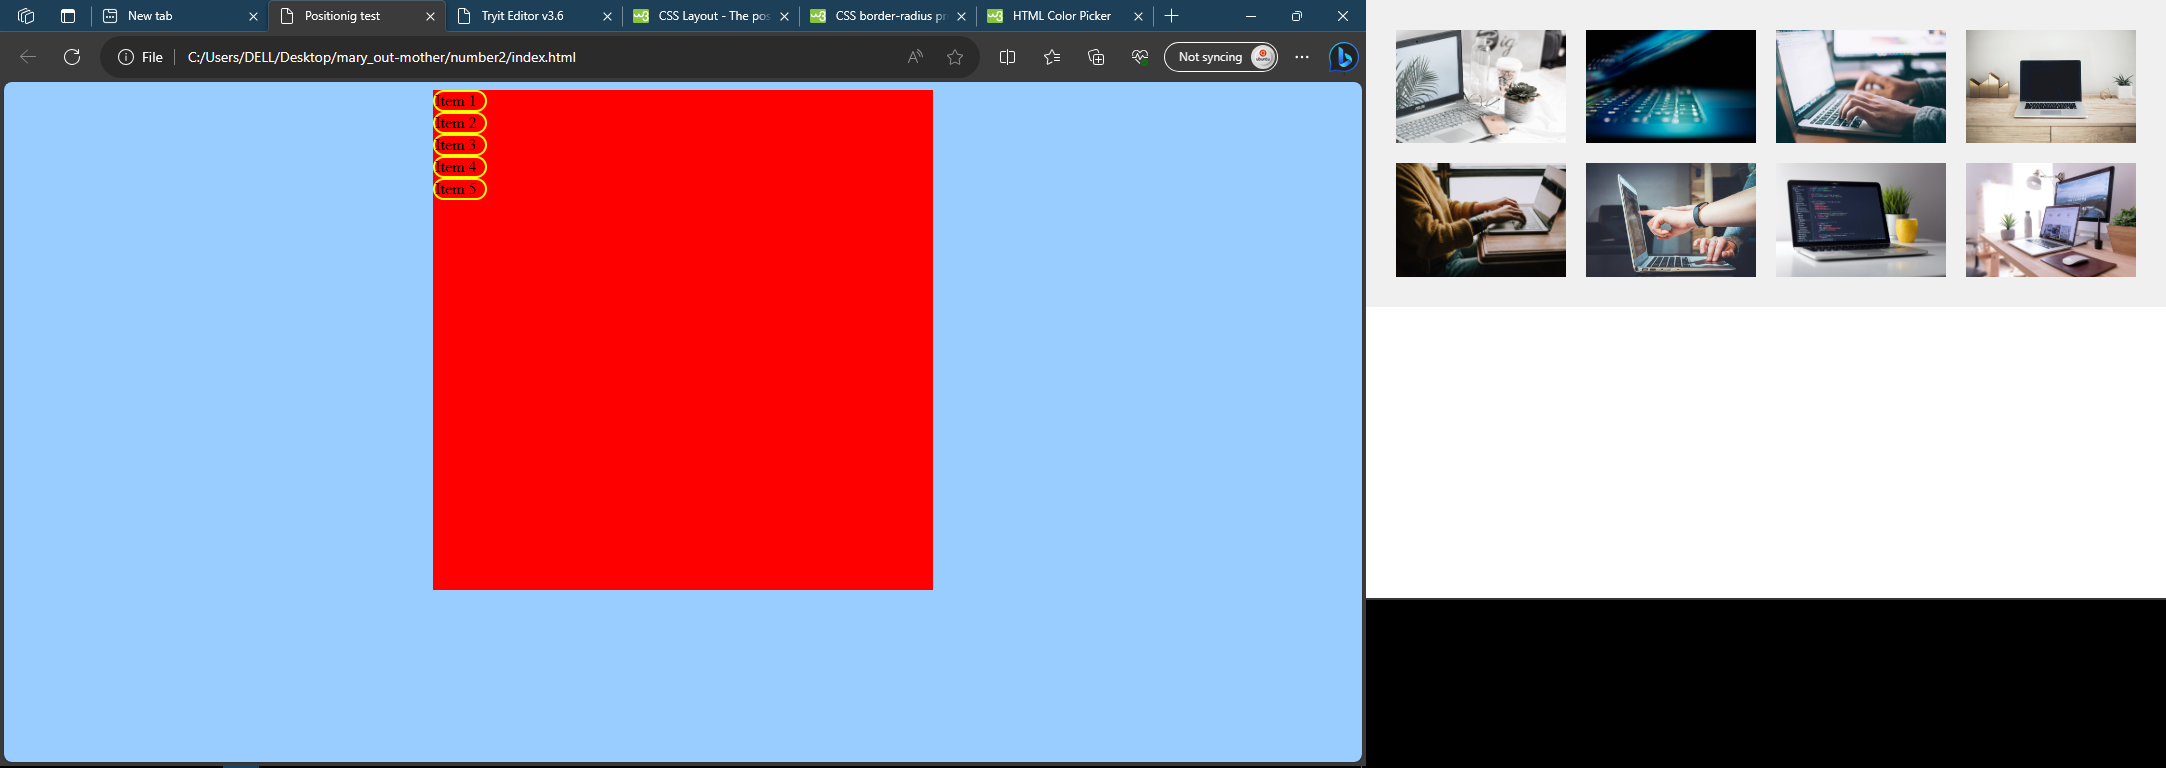 New tab
Positionig test
Tryit Editor v3.6
CSS Layout - The pos
CSS border-radius pr
HTML Color Picker
File
C:/Users/DELL/Desktop/mary_out-mother/number2/index.html
Not syncing
Item 1
Item 2
Item 3
Item 4
Item 5